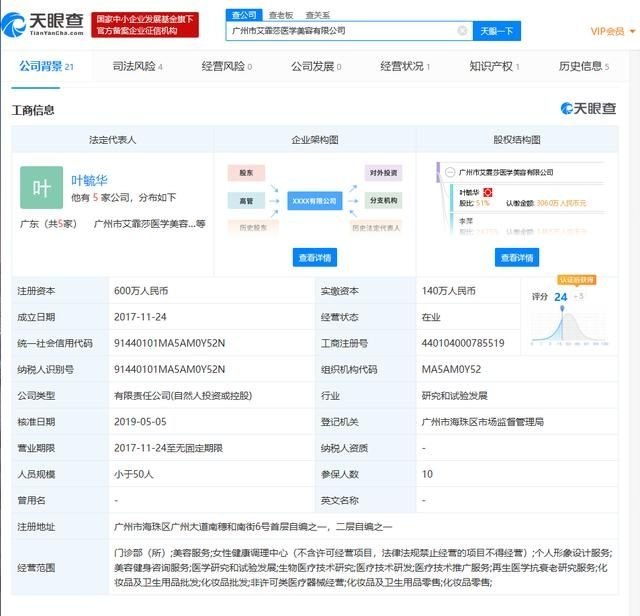 天眼查
TianYanCha.com
国家中小企业发展基金旗下
官方备案企业征信机构
查公司 查老板 查关系
广州市艾霏莎医学美容有限公司
天眼一下
VIP会员
公司背景 21 司法风险 4 经营风险 0 公司发展 0 经营状况 1 知识产权 1 历史信息 5
工商信息
天眼查
法定代表人 企业架构图 股权结构图
叶
叶毓华
他有 5 家公司，分布如下
广东（共5家） 广州市艾霏莎医学美容...等
股东 对外投资
高管 XXXX有限公司 分支机构
历史股东 历史法定代表人
查看详情
广州市艾霏莎医学美容有限公司
叶毓华
股比: 51% 认缴金额:
李萍
查看详情
注册资本 600万人民币 实缴资本 140万人民币
认证后获得
评分 24
成立日期 2017-11-24 经营状态 在业
统一社会信用代码 91440101MA5AM0Y52N 工商注册号 440104000785519
纳税人识别号 91440101MA5AM0Y52N 组织机构代码 MA5AM0Y52
公司类型 有限责任公司(自然人投资或控股) 行业 研究和试验发展
核准日期 2019-05-05 登记机关 广州市海珠区市场监督管理局
营业期限 2017-11-24至无固定期限 纳税人资质 -
人员规模 小于50人 参保人数 10
曾用名 - 英文名称 -
注册地址 广州市海珠区广州大道南穗和南街6号首层自编之一，二层自编之一
经营范围 门诊部（所）;美容服务;女性健康调理中心（不含许可经营项目，法律法规禁止经营的项目不得经营）;个人形象设计服务;
美容健身咨询服务;医学研究和试验发展;生物医疗技术研究;医疗技术研发;医疗技术推广服务;再生医学抗衰老研究服务;化
妆品及卫生用品批发;化妆品批发;非许可类医疗器械经营;化妆品及卫生用品零售;化妆品零售;